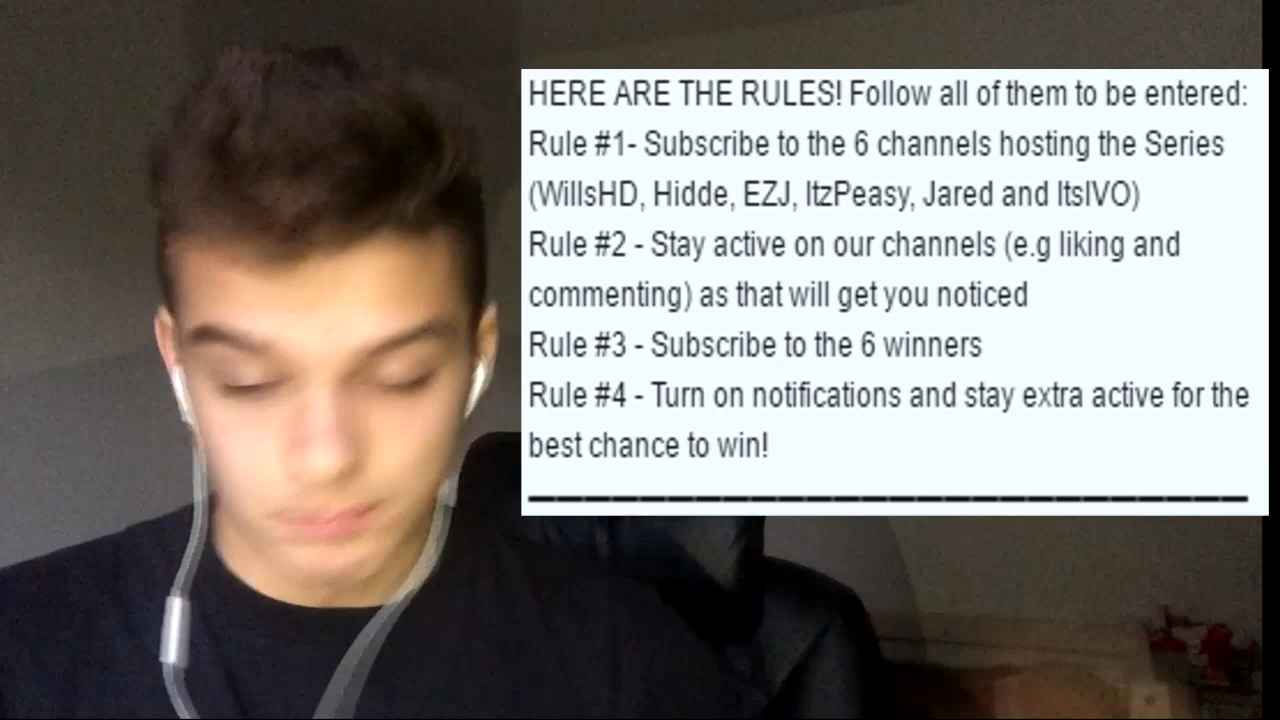 HERE ARE THE RULES! Follow all of them to be entered:
Rule #1- Subscribe to the 6 channels hosting the Series
(WillsHD, Hidde, EZJ, ItzPeasy, Jared and ItsIVO)
Rule #2 - Stay active on our channels (e.g liking and
commenting) as that will get you noticed
Rule #3 - Subscribe to the 6 winners
Rule #4 - Turn on notifications and stay extra active for the
best chance to win!